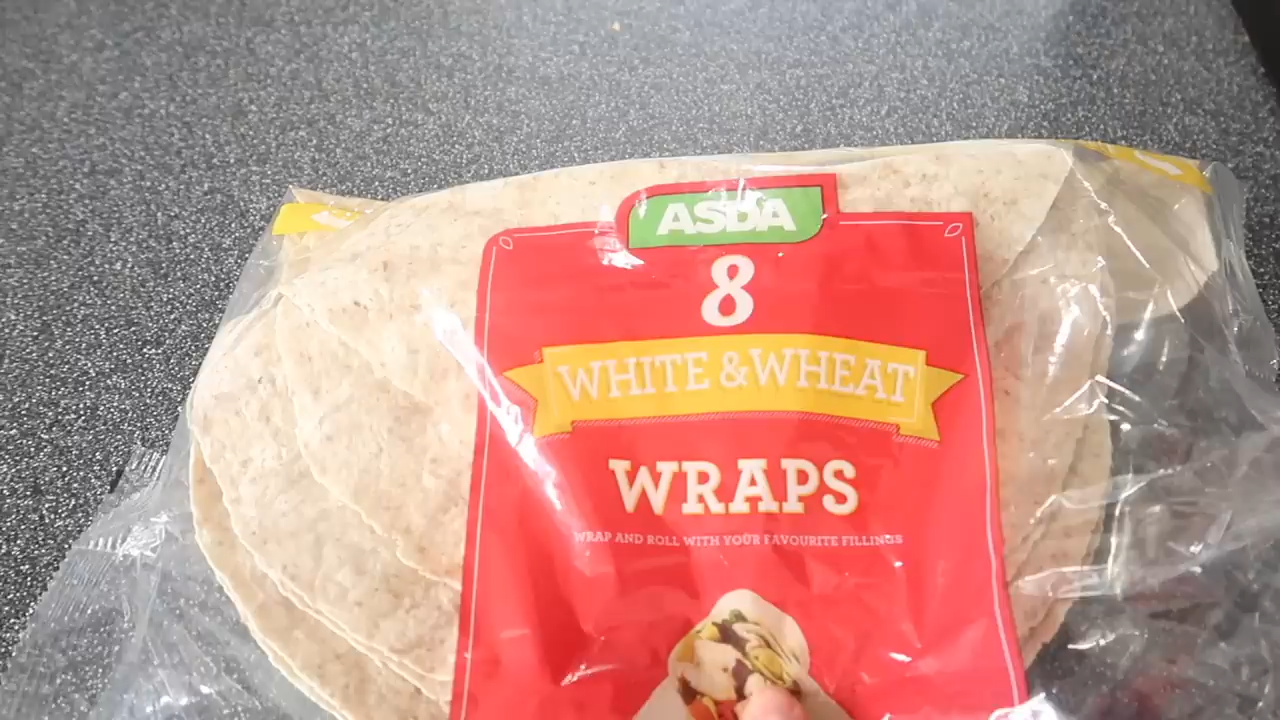 ASDA
8
WHITE & WHEAT
WRAPS
WRAP AND ROLL WITH YOUR FAVOURITE FILLINGS